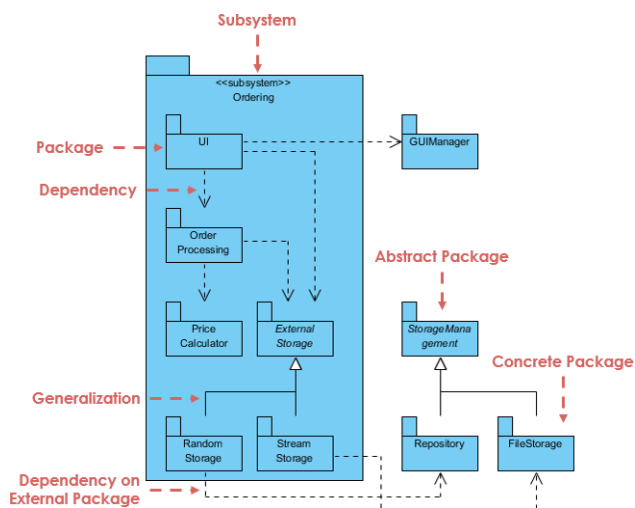 Subsystem
<<subsystem>>
Ordering
Package
UI
GUIManager
Dependency
Order
Processing
Abstract Package
Price
Calculator
External
Storage
StorageMana
gement
Concrete Package
Generalization
Random
Storage
Stream
Storage
Repository
FileStorage
Dependency on
External Package